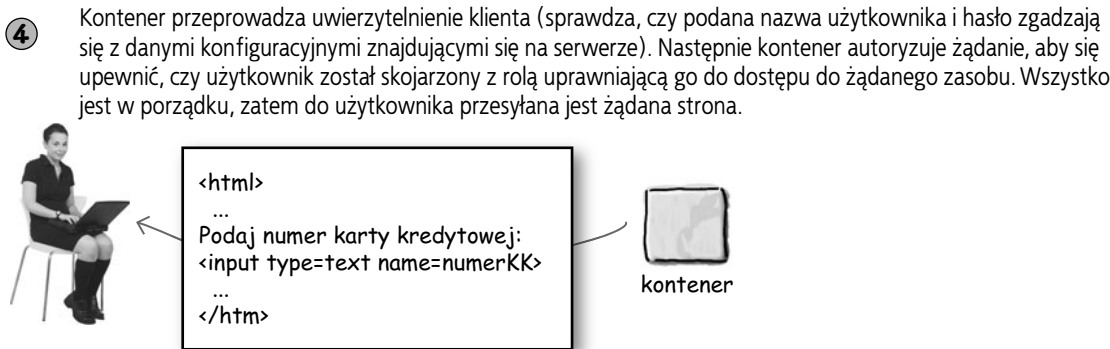 4
Kontener przeprowadza uwierzytelnienie klienta (sprawdza, czy podana nazwa użytkownika i hasło zgadzają
się z danymi konfiguracyjnymi znajdującymi się na serwerze). Następnie kontener autoryzuje żądanie, aby się
upewnić, czy użytkownik został skojarzony z rolą uprawniającą go do dostępu do żądanego zasobu. Wszystko
jest w porządku, zatem do użytkownika przesyłana jest żądana strona.
<html>
...
Podaj numer karty kredytowej:
<input type=text name=numerKK>
...
</htm>
kontener